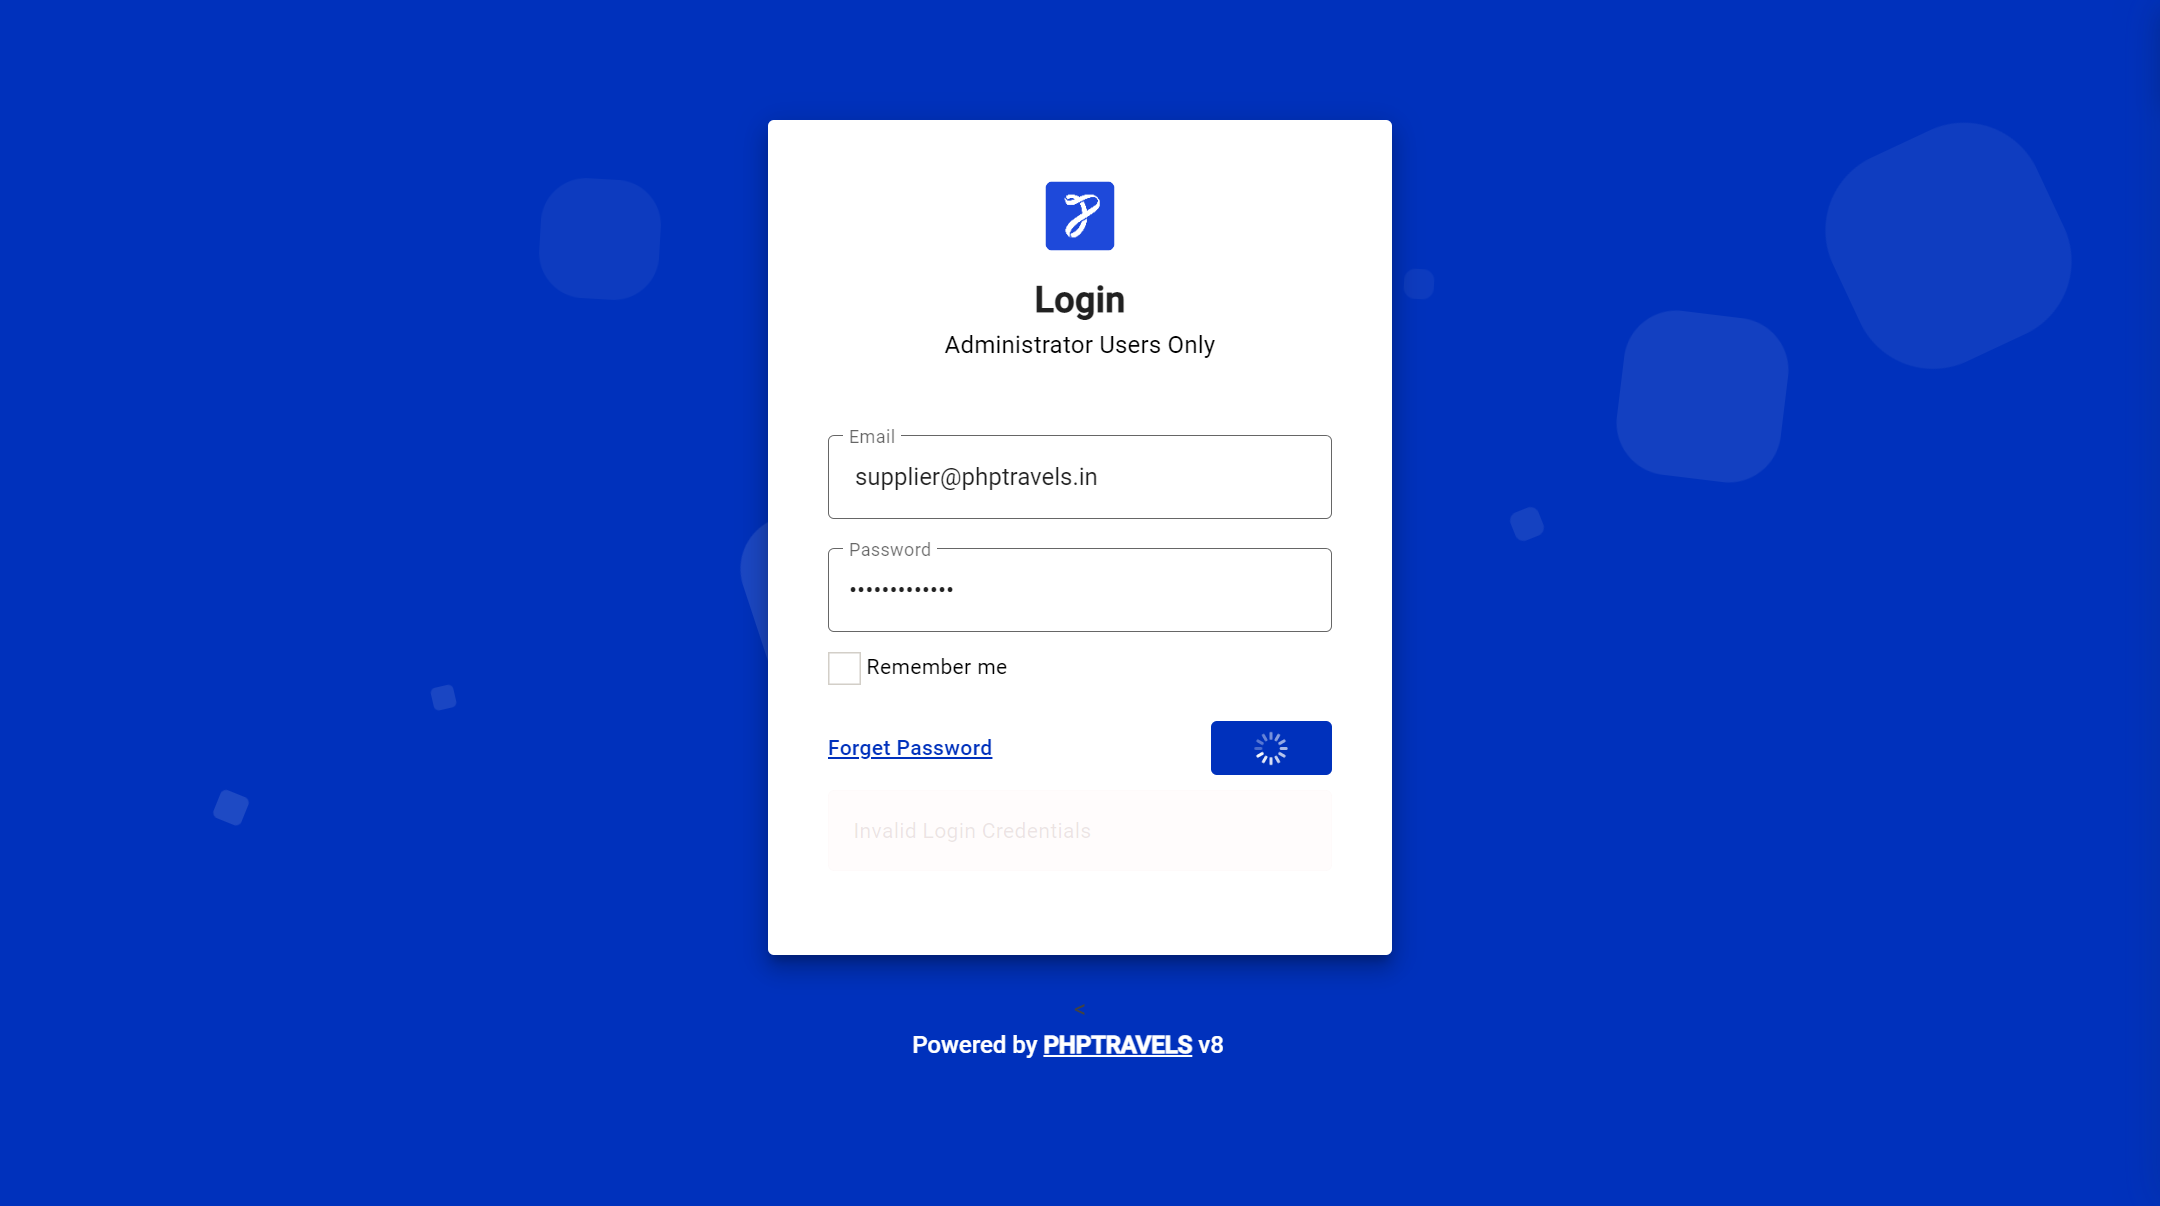 Login
Administrator Users Only
Email
supplier@phptravels.in
Password
•••••••••••••
Remember me
Forget Password
Invalid Login Credentials
<
Powered by PHPTRAVELS v8